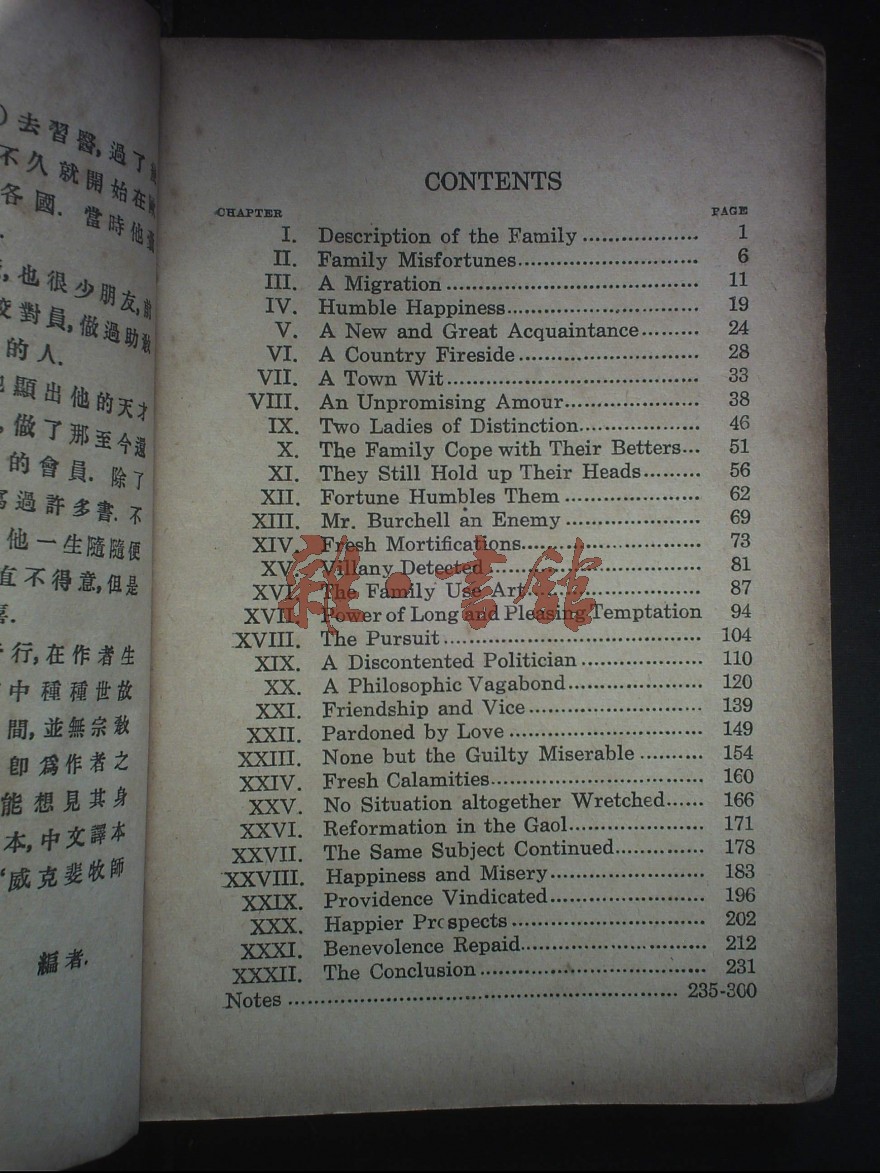 )去習醫,過了
不久就開始在
各國.當時他
.
,也很少朋友,
校對員,做過助教
的人.
顯出他的天才
,做了那至今還
的會員.除了
寫過許多書.不
他一生隨隨便
直不得意,但是
喜.
行,在作者生
中種種世故
間,並無宗教
卽爲作者之
能想見其身
本,中文譯本
“威克斐牧師
編者.
CONTENTS
CHAPTER PAGE
I. Description of the Family .................. 1
II. Family Misfortunes............................ 6
III. A Migration ....................................... 11
IV. Humble Happiness.............................. 19
V. A New and Great Acquaintance......... 24
VI. A Country Fireside ............................ 28
VII. A Town Wit....................................... 33
VIII. An Unpromising Amour..................... 38
IX. Two Ladies of Distinction.................. 46
X. The Family Cope with Their Betters... 51
XI. They Still Hold up Their Heads......... 56
XII. Fortune Humbles Them ..................... 62
XIII. Mr. Burchell an Enemy ..................... 69
XIV. Fresh Mortifications........................... 73
XV. Villany Detected ................................ 81
XVI. The Family Use Art........................... 87
XVII. Power of Long and Pleasing Temptation 94
XVIII. The Pursuit ........................................ 104
XIX. A Discontented Politician .................. 110
XX. A Philosophic Vagabond..................... 120
XXI. Friendship and Vice ........................... 139
XXII. Pardoned by Love .............................. 149
XXIII. None but the Guilty Miserable .......... 154
XXIV. Fresh Calamities................................. 160
XXV. No Situation altogether Wretched...... 166
XXVI. Reformation in the Gaol..................... 171
XXVII. The Same Subject Continued.............. 178
XXVIII. Happiness and Misery ........................ 183
XXIX. Providence Vindicated........................ 196
XXX. Happier Prospects .............................. 202
XXXI. Benevolence Repaid............................ 212
XXXII. The Conclusion ................................... 231
Notes ............................................................ 235-300
雜·書館